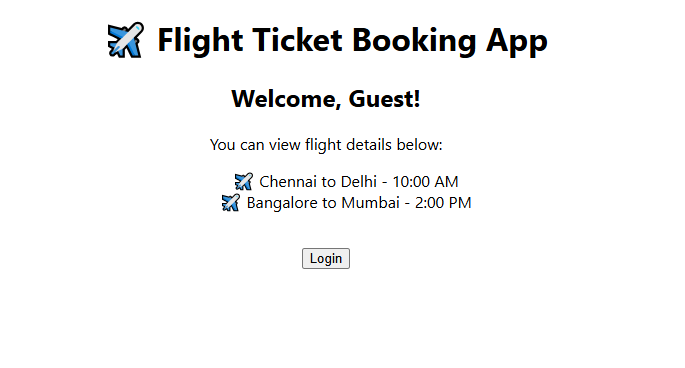 ✈️ Flight Ticket Booking App
Welcome, Guest!
You can view flight details below:
✈️ Chennai to Delhi - 10:00 AM
✈️ Bangalore to Mumbai - 2:00 PM
Login